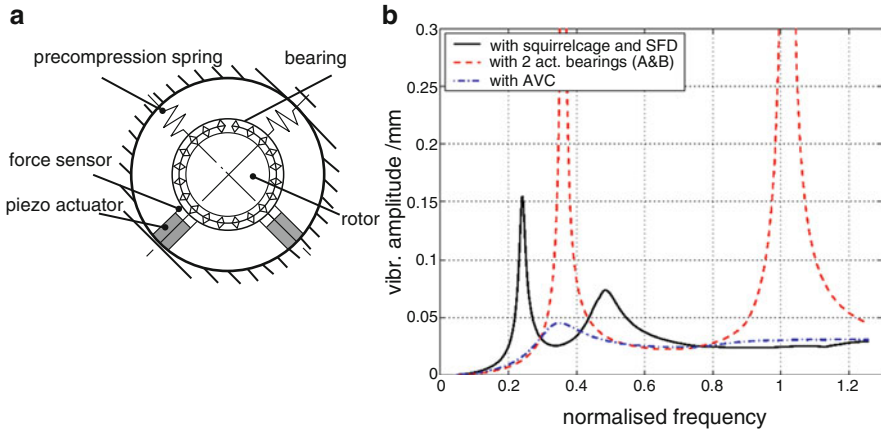 a
precompression spring
bearing
force sensor
piezo actuator
rotor
b
vibr. amplitude /mm
0.3
0.25
0.2
0.15
0.1
0.05
0
with squirrelcage and SFD
with 2 act. bearings (A&B)
with AVC
0.2
0.4
0.6
0.8
1
1.2
normalised frequency